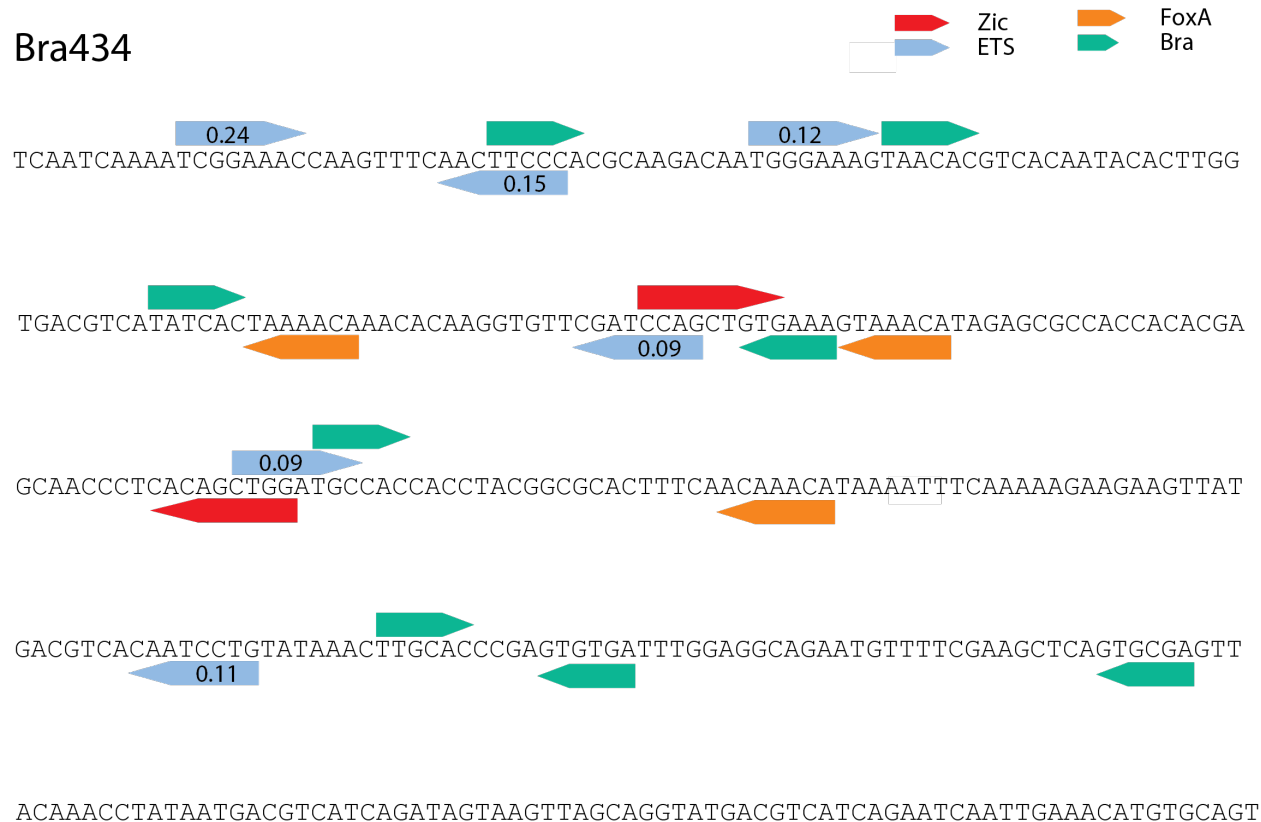 Zic FoxA
Bra434 ETS Bra
0.24 0.12
TCAATCAAAATCGGAAACCAAGTTTCAACTTCCCACGCAAGACAATGGGAAAGTAACACGTCACAATACACTTGG
0.15
TGACGTCATATCACTAAAACAAACACAAGGTGTTCGATCCAGCTGTGAAAGTAAACATAGAGCGCCACCACACGA
0.09
0.09
GCAACCCTCACAGCTGGATGCCACCACCTACGGCGCACTTTCAACAAACATAAAAATTTCAAAAAGAAGAAGTTAT
GACGTCACAATCCTGTATAAACTTGCACCCGAGTGTGATTTGGAGGCAGAATGTTTTCGAAGCTCAGTGCGAGTT
0.11
ACAAACCTATAATGACGTCATCAGATAGTAAGTTAGCAGGTATGACGTCATCAGAATCAATTGAAACATGTGCAGT